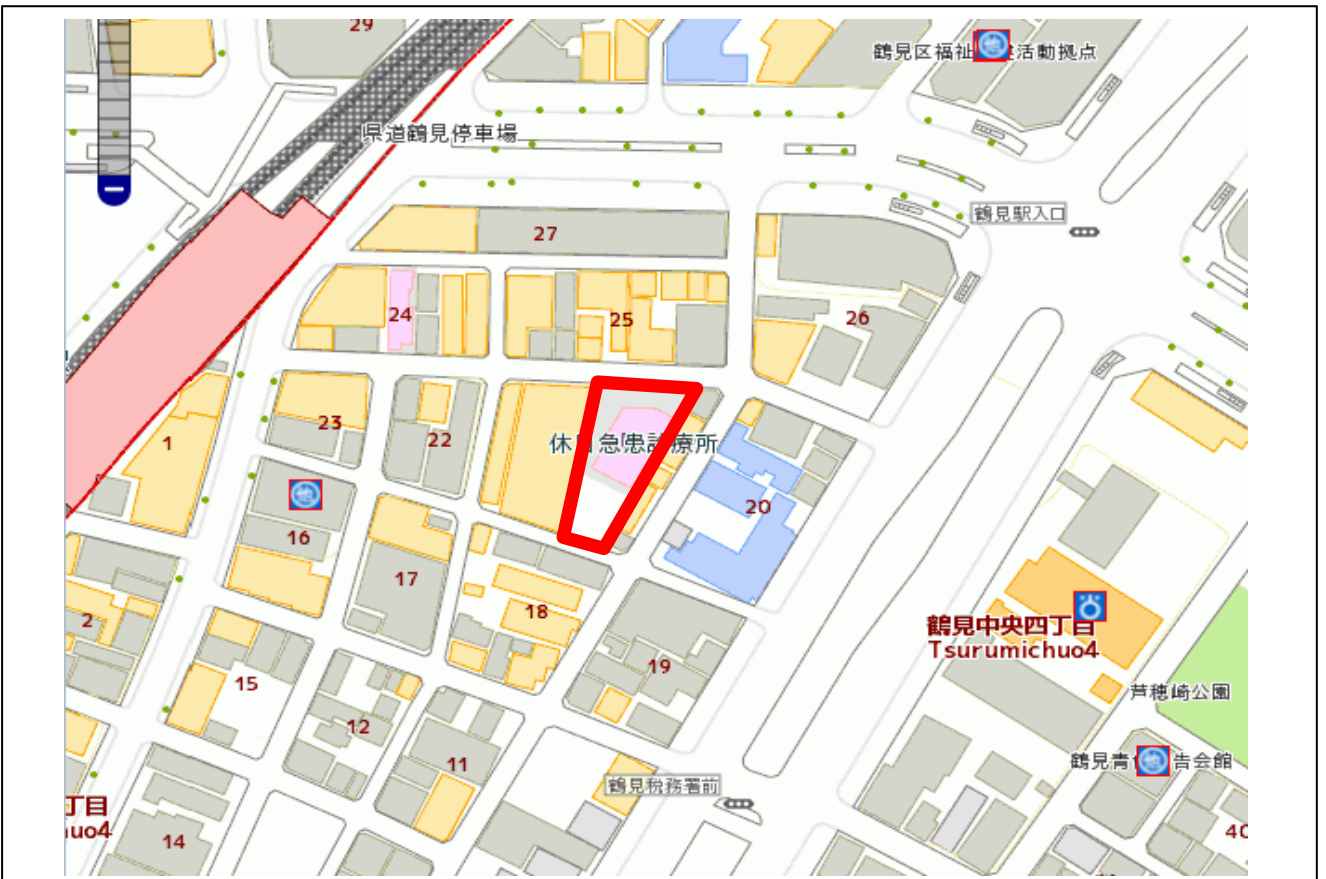 29
鶴見区福祉
活動拠点
県道鶴見停車場
鶴見駅入口
27
24
25
26
1
23
22
休日急患診療所
20
16
17
18
2
鶴見中央四丁目
Tsurumichuo4
19
15
芦穂崎公園
12
11
鶴見青
告会館
鶴見税務署前
丁目
uo4
14
40